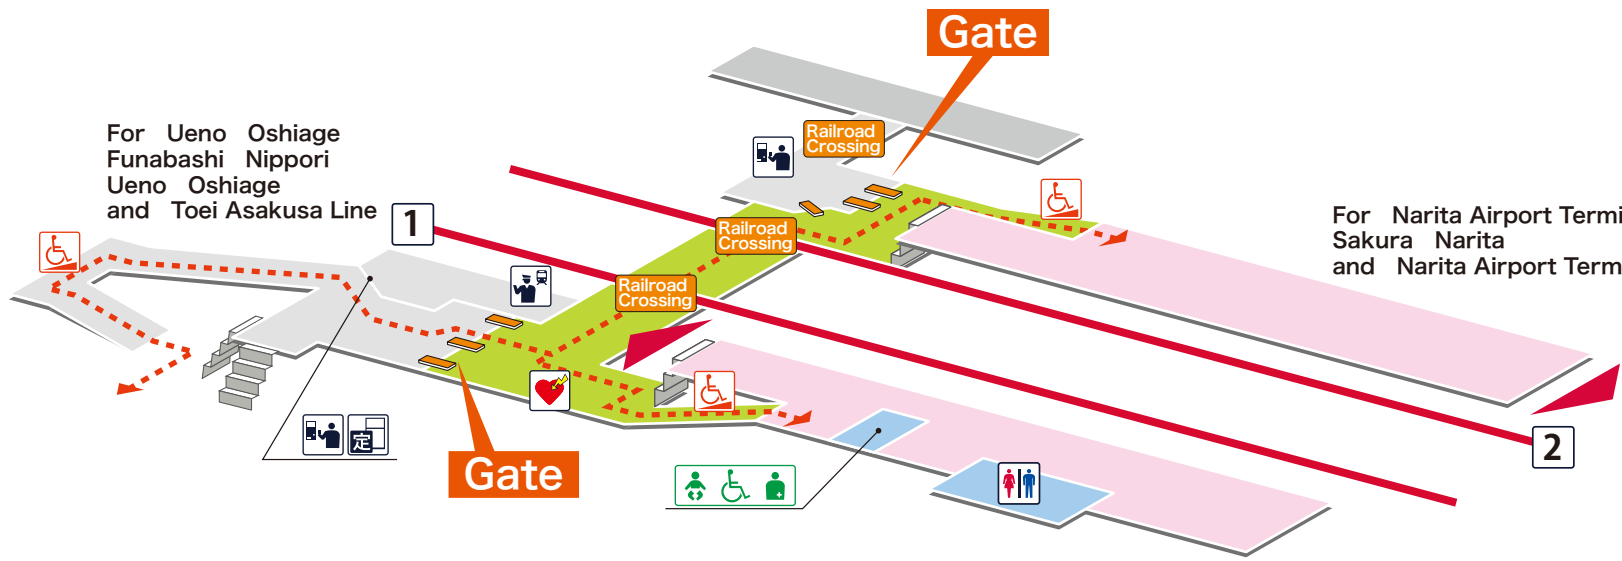 Gate
For Ueno Oshiage
Funabashi Nippori
Ueno Oshiage
and Toei Asakusa Line
1
Railroad
Crossing
Railroad
Crossing
Railroad
Crossing
For Narita Airport Termi
Sakura Narita
and Narita Airport Term
定
Gate
2